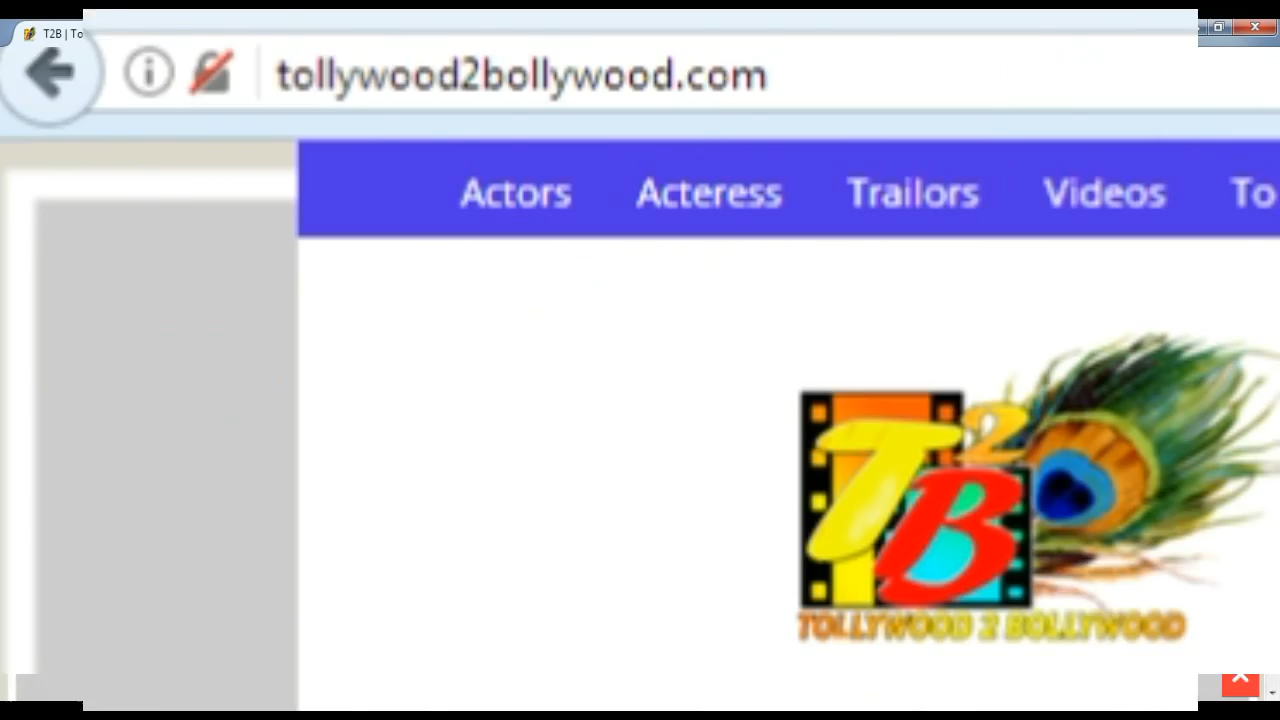 T2B | To
tollywood2bollywood.com
Actors Acteress Trailors Videos To
T2B
TOLLYWOOD 2 BOLLYWOOD